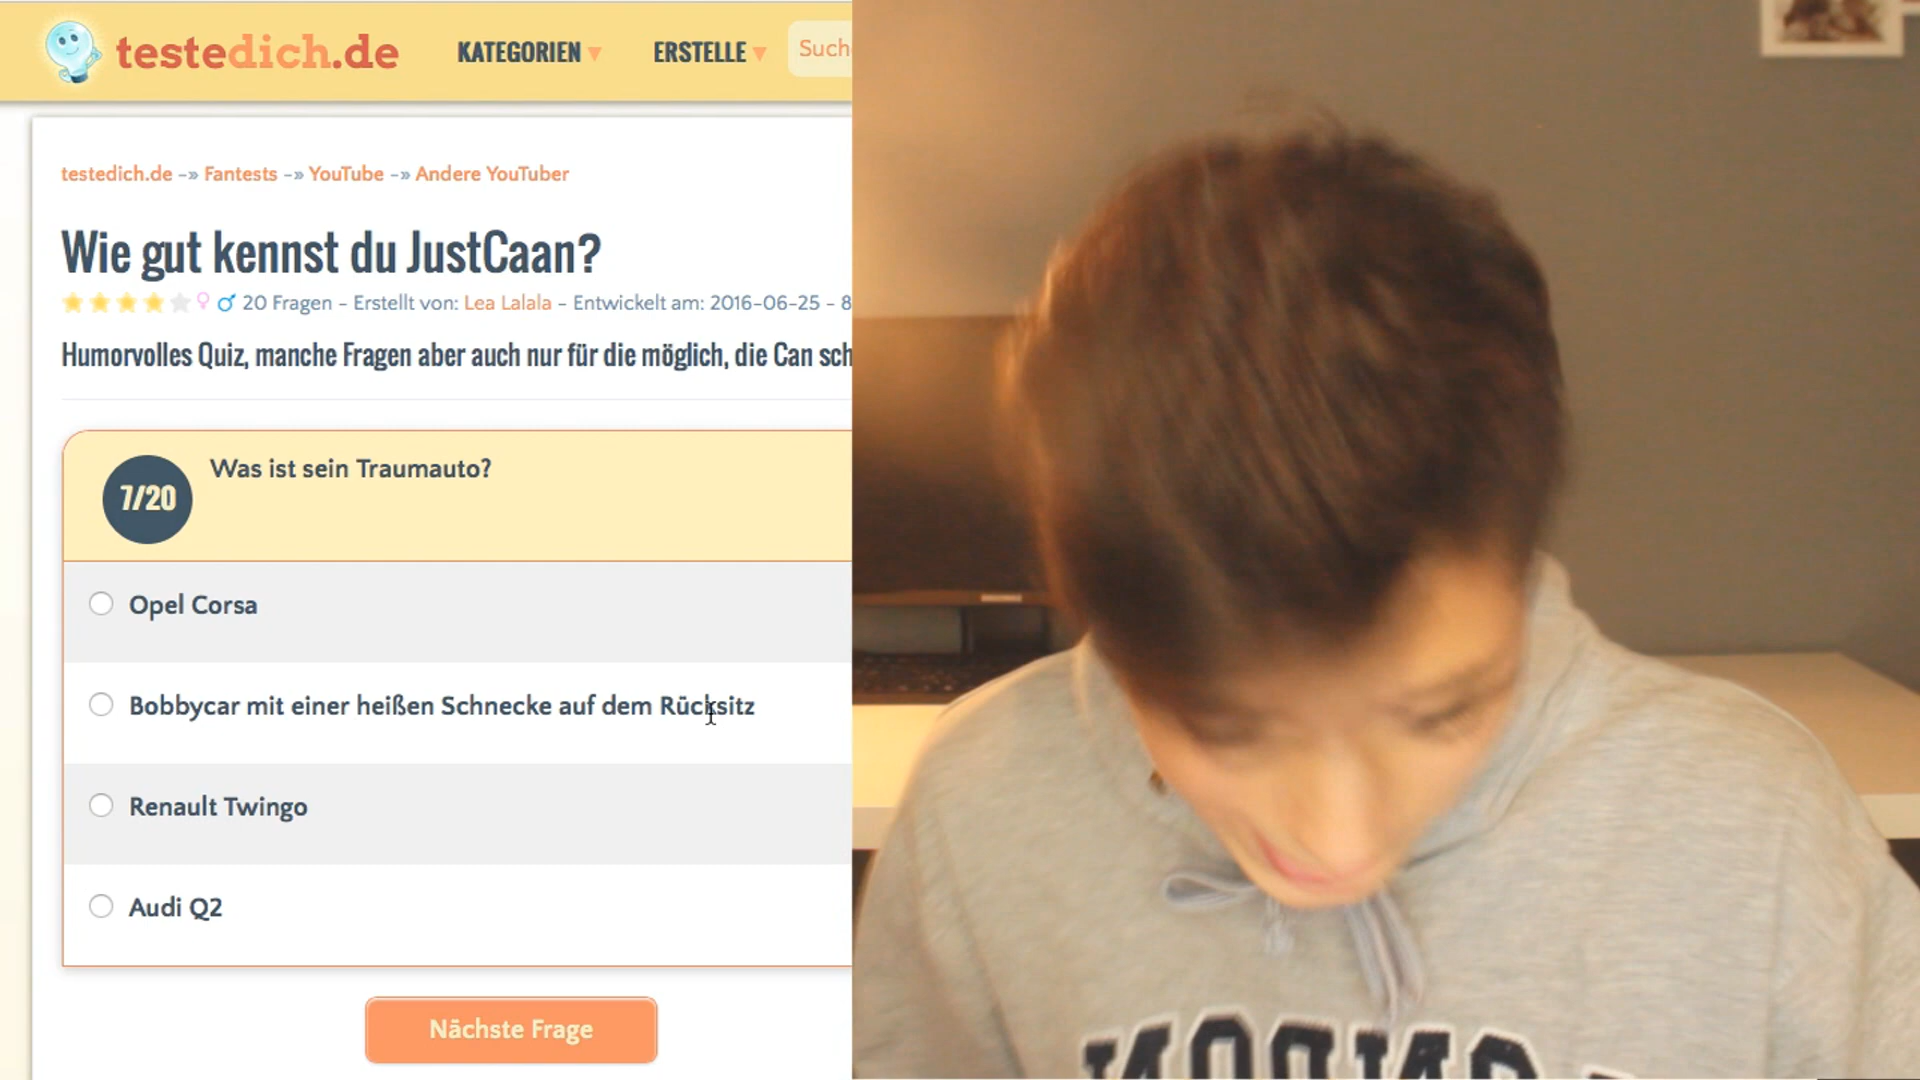 testedich.de KATEGORIEN ERSTELLE Such
testedich.de –» Fantests –» YouTube –» Andere YouTuber
Wie gut kennst du JustCaan?
20 Fragen – Erstellt von: Lea Lalala – Entwickelt am: 2016-06-25 – 8
Humorvolles Quiz, manche Fragen aber auch nur für die möglich, die Can sch
7/20 Was ist sein Traumauto?
Opel Corsa
Bobbycar mit einer heißen Schnecke auf dem Rücksitz
Renault Twingo
Audi Q2
Nächste Frage